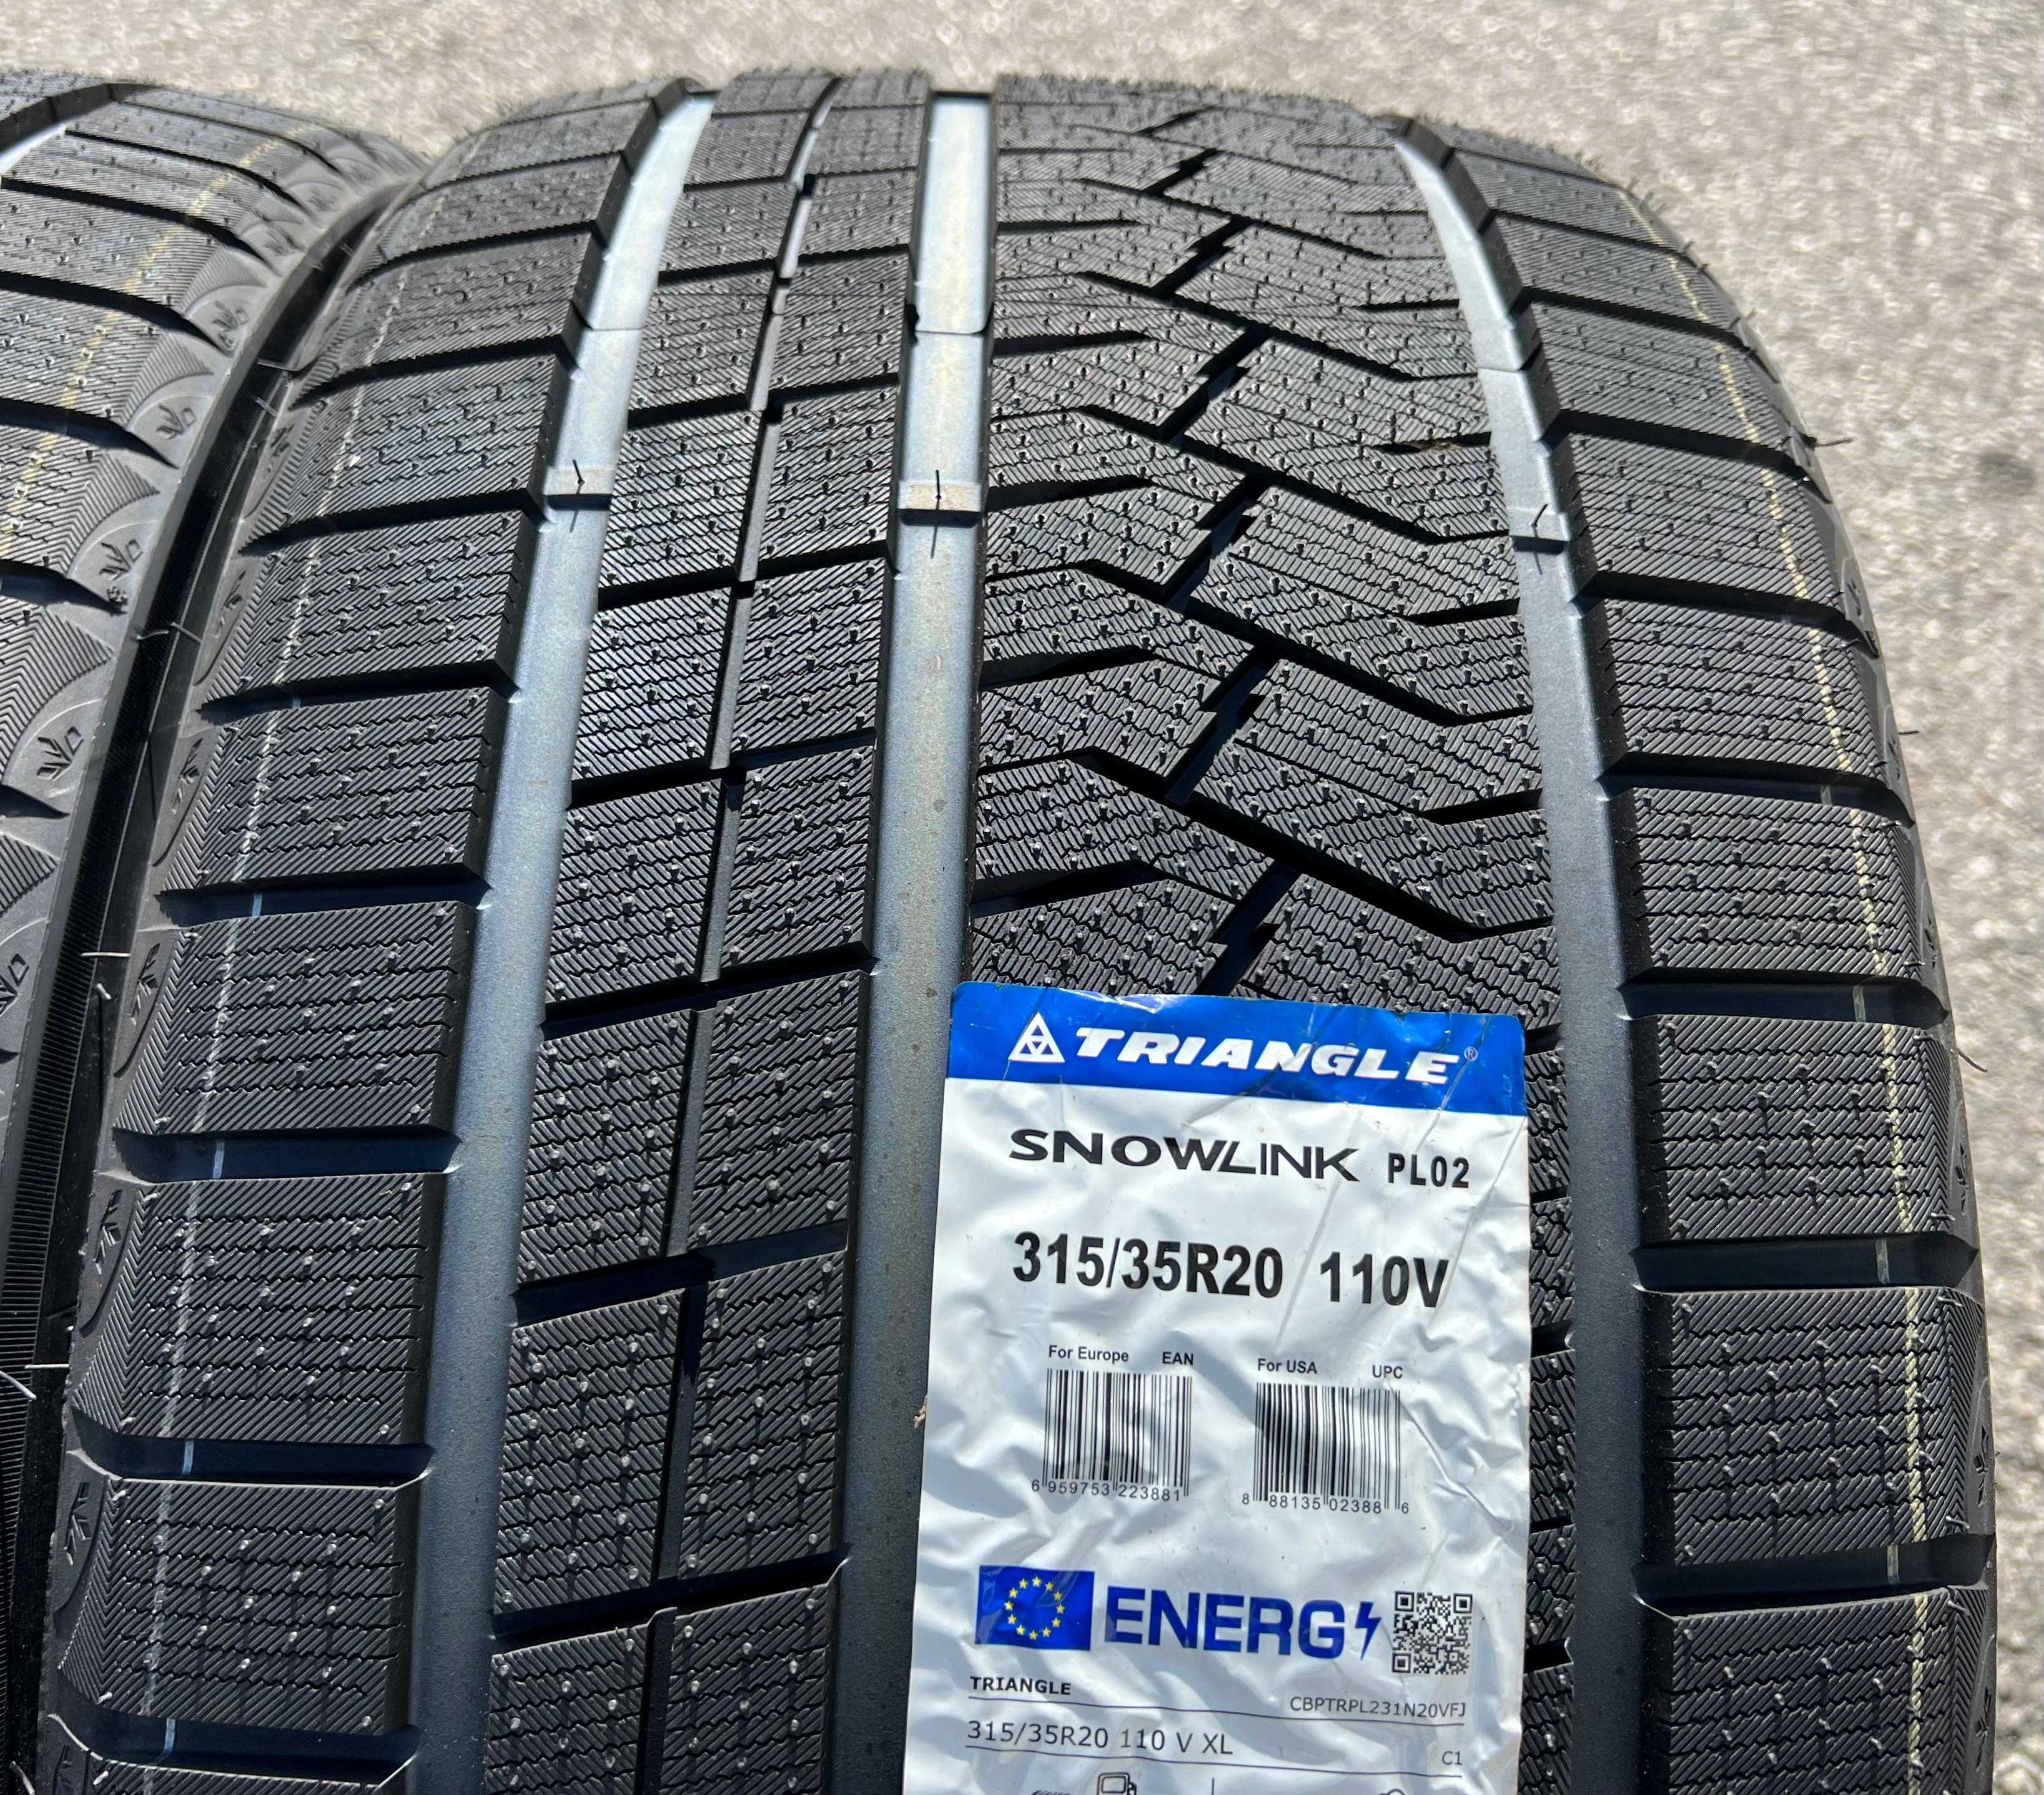 TRIANGLE®
SNOWLINK PL02
315/35R20 110V
For Europe EAN For USA UPC
6 959753 223881 8 88135 02388 6
ENERG
TRIANGLE CBPTRPL231N20VFJ
315/35R20 110 V XL C1